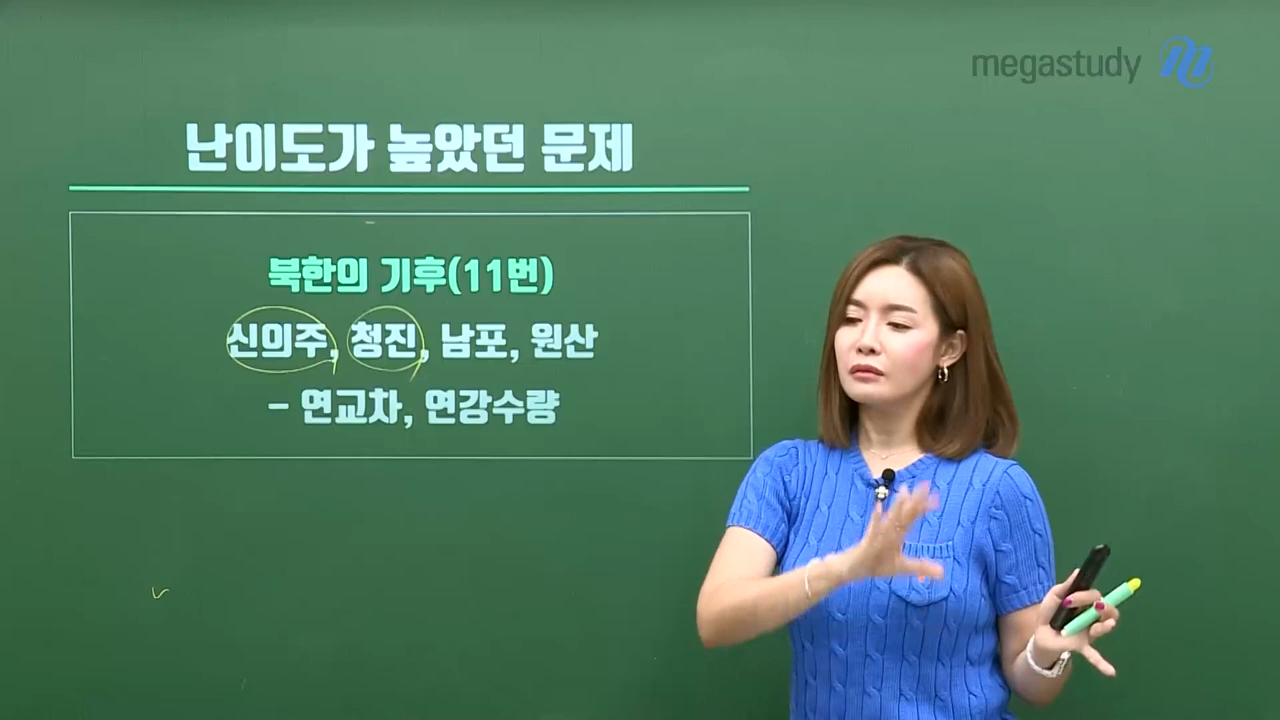 megastudy
난이도가 높았던 문제
북한의 기후(11번)
신의주, 청진, 남포, 원산
- 연교차, 연강수량